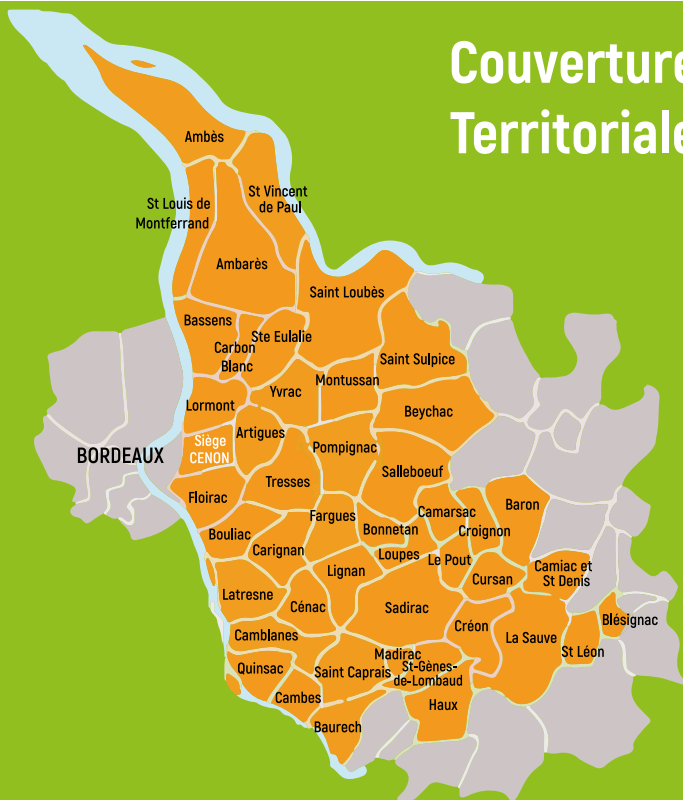 Couverture
Territoriale
Ambès
St Louis de
Montferrand
St Vincent
de Paul
Ambarès
Saint Loubès
Bassens
Carbon
Blanc
Ste Eulalie
Saint Sulpice
Montussan
Yvrac
Lormont
Beychac
Artigues
Siège
CENON
BORDEAUX
Pompignac
Salleboeuf
Tresses
Floirac
Fargues
Camarsac
Baron
Bonnetan
Croignon
Bouliac
Carignan
Loupes
Le Pout
Lignan
Cursan
Camiac et
St Denis
Latresne
Cénac
Sadirac
Blésignac
Créon
La Sauve
Camblanes
St Léon
Madirac
Quinsac
Saint Caprais
St-Gènes-
de-Lombaud
Cambes
Haux
Baurech